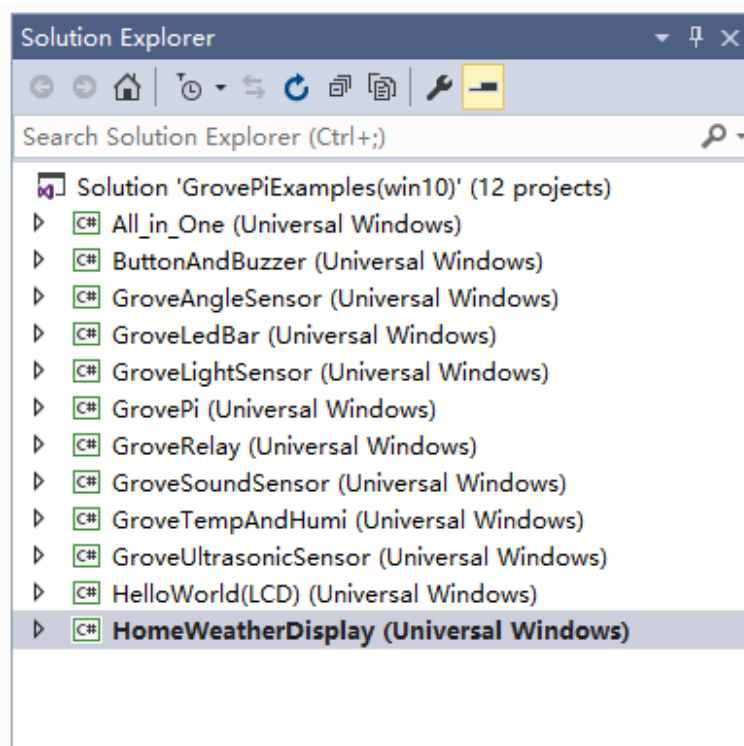 Solution Explorer
Search Solution Explorer (Ctrl+;)
Solution 'GrovePiExamples(win10)' (12 projects)
C# All_in_One (Universal Windows)
C# ButtonAndBuzzer (Universal Windows)
C# GroveAngleSensor (Universal Windows)
C# GroveLedBar (Universal Windows)
C# GroveLightSensor (Universal Windows)
C# GrovePi (Universal Windows)
C# GroveRelay (Universal Windows)
C# GroveSoundSensor (Universal Windows)
C# GroveTempAndHumi (Universal Windows)
C# GroveUltrasonicSensor (Universal Windows)
C# HelloWorld(LCD) (Universal Windows)
C# HomeWeatherDisplay (Universal Windows)